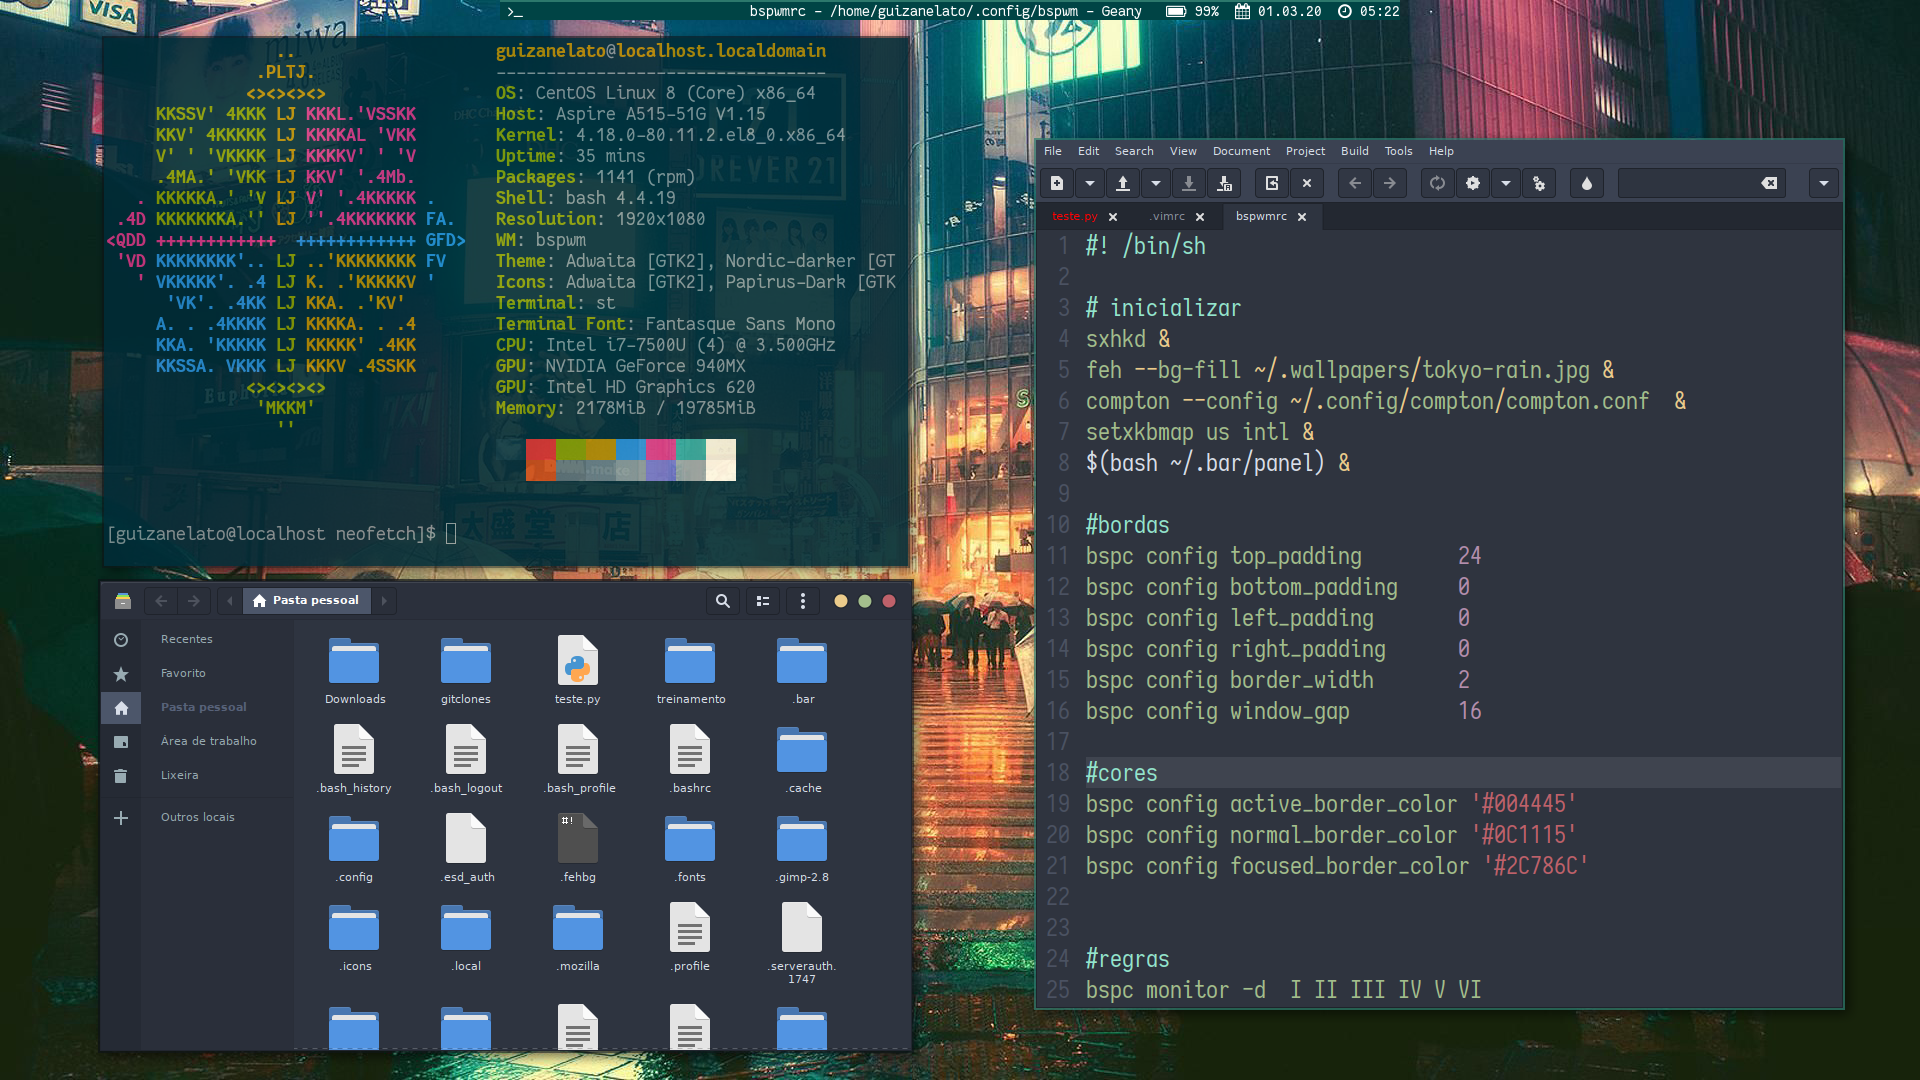 >_
bspwmrc – /home/guizanelato/.config/bspwm – Geany
99% 01.03.20 05:22
VISA
miwa
FOREVER 21
大盛堂 店
..
.PLTJ.
<><><><>
KKSSV' 4KKK LJ KKKL.'VSSKK
KKV' 4KKKKK LJ KKKKAL 'VKK
V' ' 'VKKKK LJ KKKKV' ' 'V
.4MA.' 'VKK LJ KKV' '.4Mb.
. KKKKKA.' 'V LJ V' '.4KKKKK .
.4D KKKKKKKA.'' LJ ''.4KKKKKKK FA.
<QDD ++++++++++++ ++++++++++++ GFD>
'VD KKKKKKKK'.. LJ ..'KKKKKKKK FV
' VKKKKK'. .4 LJ K. .'KKKKKV '
'VK'. .4KK LJ KKA. .'KV'
A. . .4KKKK LJ KKKKA. . .4
KKA. 'KKKKK LJ KKKKK' .4KK
KKSSA. VKKK LJ KKKV .4SSKK
<><><><>
'MKKM'
''
guizanelato@localhost.localdomain
---------------------------------
OS: CentOS Linux 8 (Core) x86_64
Host: Aspire A515-51G V1.15
Kernel: 4.18.0-80.11.2.el8_0.x86_64
Uptime: 35 mins
Packages: 1141 (rpm)
Shell: bash 4.4.19
Resolution: 1920x1080
WM: bspwm
Theme: Adwaita [GTK2], Nordic-darker [GT
Icons: Adwaita [GTK2], Papirus-Dark [GTK
Terminal: st
Terminal Font: Fantasque Sans Mono
CPU: Intel i7-7500U (4) @ 3.500GHz
GPU: NVIDIA GeForce 940MX
GPU: Intel HD Graphics 620
Memory: 2178MiB / 19785MiB
[guizanelato@localhost neofetch]$
Pasta pessoal
Recentes
Favorito
Pasta pessoal
Área de trabalho
Lixeira
Outros locais
Downloads gitclones teste.py treinamento .bar
.bash_history .bash_logout .bash_profile .bashrc .cache
#!
.config .esd_auth .fehbg .fonts .gimp-2.8
.icons .local .mozilla .profile .serverauth.
1747
File Edit Search View Document Project Build Tools Help
teste.py .vimrc bspwmrc
1 #! /bin/sh
2
3 # inicializar
4 sxhkd &
5 feh --bg-fill ~/.wallpapers/tokyo-rain.jpg &
6 compton --config ~/.config/compton/compton.conf &
7 setxkbmap us intl &
8 $(bash ~/.bar/panel) &
9
10 #bordas
11 bspc config top_padding 24
12 bspc config bottom_padding 0
13 bspc config left_padding 0
14 bspc config right_padding 0
15 bspc config border_width 2
16 bspc config window_gap 16
17
18 #cores
19 bspc config active_border_color '#004445'
20 bspc config normal_border_color '#0C1115'
21 bspc config focused_border_color '#2C786C'
22
23
24 #regras
25 bspc monitor -d I II III IV V VI